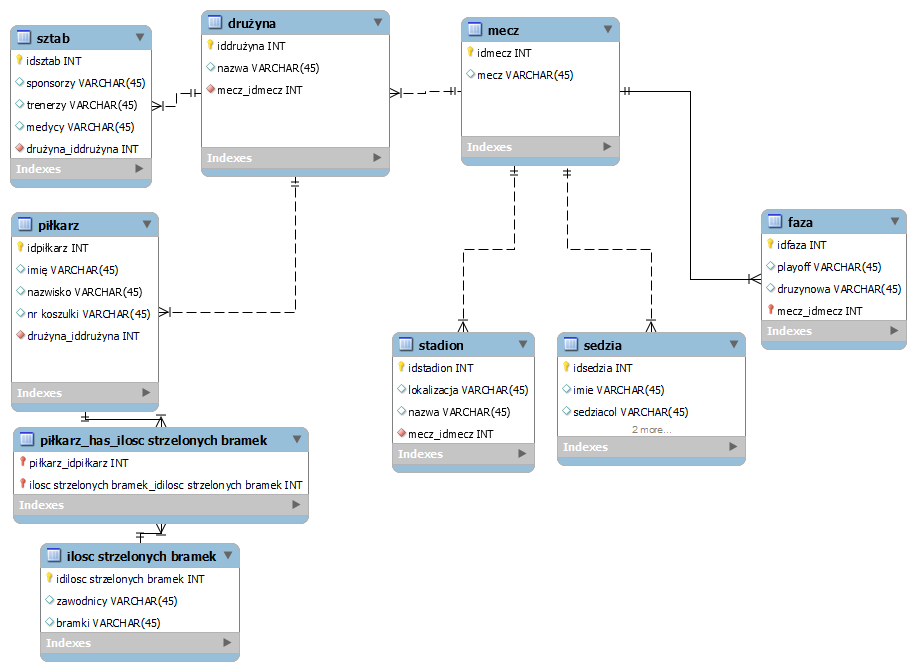 sztab
idsztab INT
sponsorzy VARCHAR(45)
trenerzy VARCHAR(45)
medycy VARCHAR(45)
drużyna_iddrużyna INT
Indexes
drużyna
iddrużyna INT
nazwa VARCHAR(45)
mecz_idmecz INT
Indexes
mecz
idmecz INT
mecz VARCHAR(45)
Indexes
piłkarz
idpiłkarz INT
imię VARCHAR(45)
nazwisko VARCHAR(45)
nr koszulki VARCHAR(45)
drużyna_iddrużyna INT
Indexes
faza
idfaza INT
playoff VARCHAR(45)
druzynowa VARCHAR(45)
mecz_idmecz INT
Indexes
stadion
idstadion INT
lokalizacja VARCHAR(45)
nazwa VARCHAR(45)
mecz_idmecz INT
Indexes
sedzia
idsedzia INT
imie VARCHAR(45)
sedziacol VARCHAR(45)
2 more...
Indexes
piłkarz_has_ilosc strzelonych bramek
piłkarz_idpiłkarz INT
ilosc strzelonych bramek_idilosc strzelonych bramek INT
Indexes
ilosc strzelonych bramek
idilosc strzelonych bramek INT
zawodnicy VARCHAR(45)
bramki VARCHAR(45)
Indexes